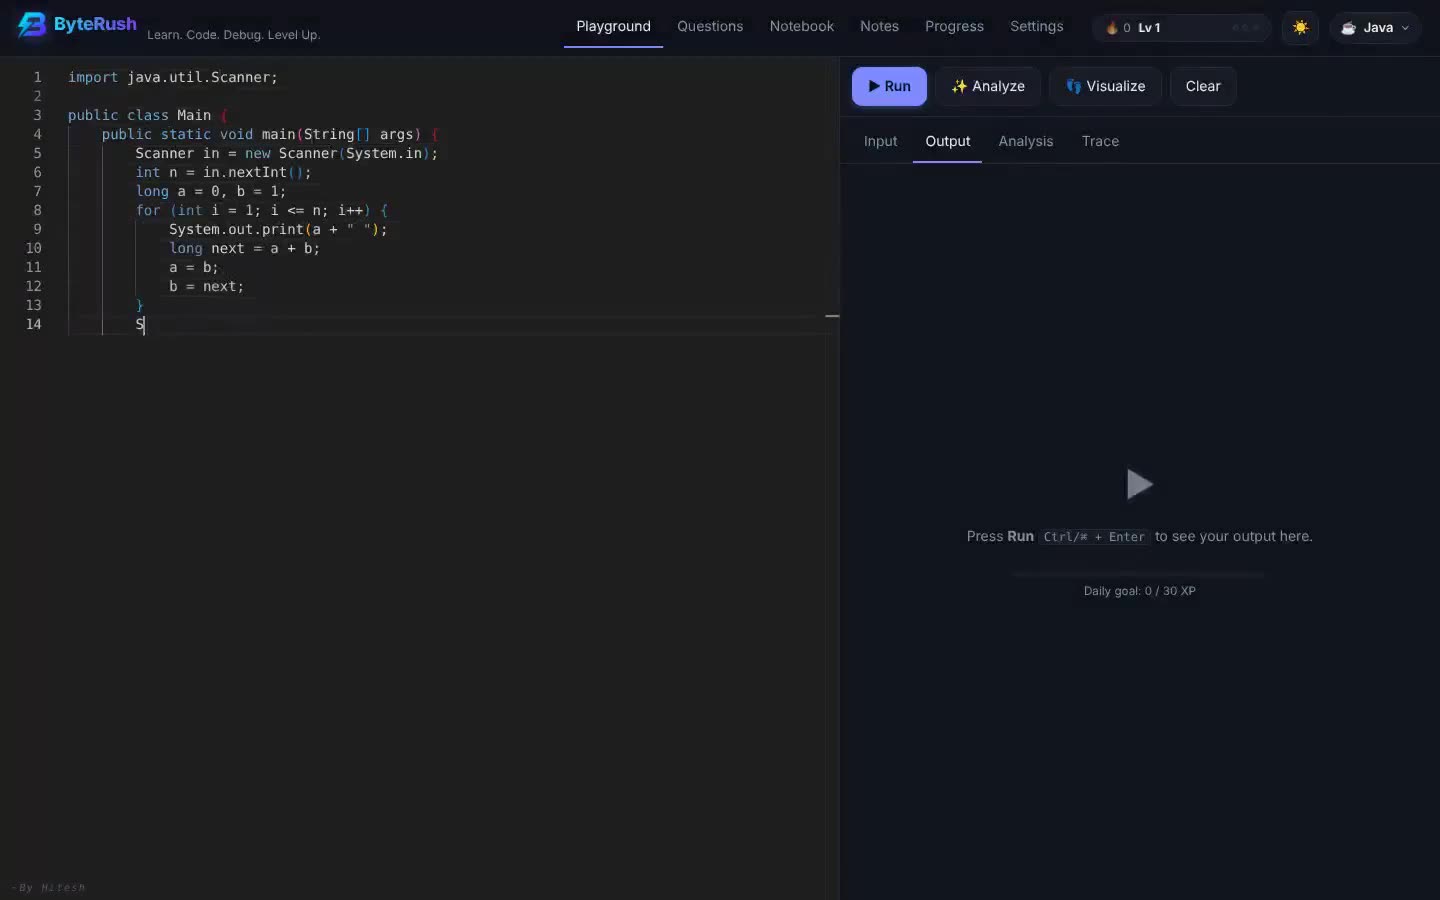 ByteRush
Learn. Code. Debug. Level Up.
Playground
Questions
Notebook
Notes
Progress
Settings
0 Lv 1
Java
1 import java.util.Scanner;
2
3 public class Main {
4 public static void main(String[] args) {
5 Scanner in = new Scanner(System.in);
6 int n = in.nextInt();
7 long a = 0, b = 1;
8 for (int i = 1; i <= n; i++) {
9 System.out.print(a + " ");
10 long next = a + b;
11 a = b;
12 b = next;
13 }
14 S
-By Hitesh
Run
Analyze
Visualize
Clear
Input
Output
Analysis
Trace
Press Run Ctrl/⌘ + Enter to see your output here.
Daily goal: 0 / 30 XP